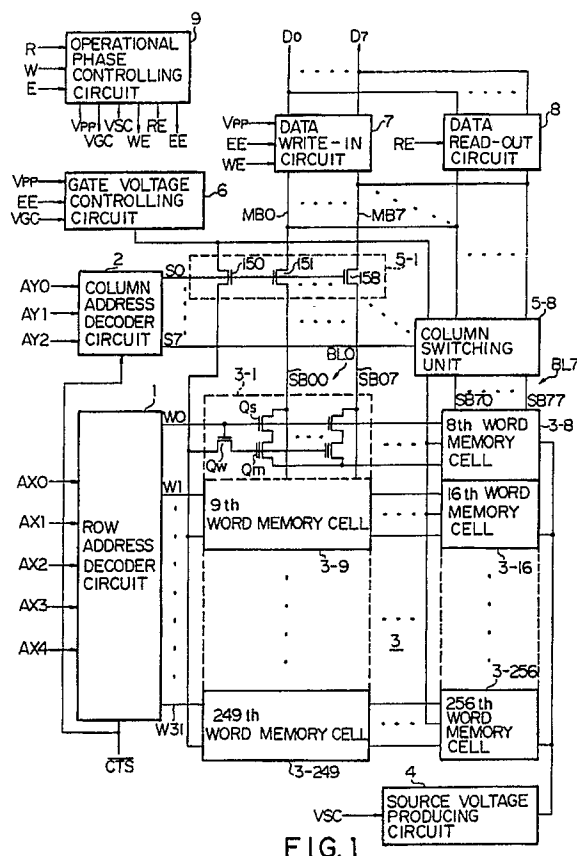 9
R
W
E
OPERATIONAL
PHASE
CONTROLLING
CIRCUIT
VPP VSC RE
VGC WE EE
D0 D7
VPP
EE
WE
DATA
WRITE-IN
CIRCUIT
7
RE
DATA
READ-OUT
CIRCUIT
8
VPP
EE
VGC
GATE VOLTAGE
CONTROLLING
CIRCUIT
6
MB0 MB7
2
AY0
AY1
AY2
COLUMN
ADDRESS
DECODER
CIRCUIT
S0
S7
150 151 158
5-1
5-8
COLUMN
SWITCHING
UNIT
BL0
BL7
SB00 SB07
SB70 SB77
3-1
Qs
Qw Qm
1
W0
W1
W31
AX0
AX1
AX2
AX3
AX4
ROW
ADDRESS
DECODER
CIRCUIT
CTS
3-8
8th WORD
MEMORY
CELL
9th
WORD MEMORY CELL
3-9
16th WORD
MEMORY
CELL
3-16
3
3-256
249th
WORD MEMORY CELL
3-249
256th
WORD
MEMORY
CELL
4
VSC
SOURCE VOLTAGE
PRODUCING
CIRCUIT
FIG. 1